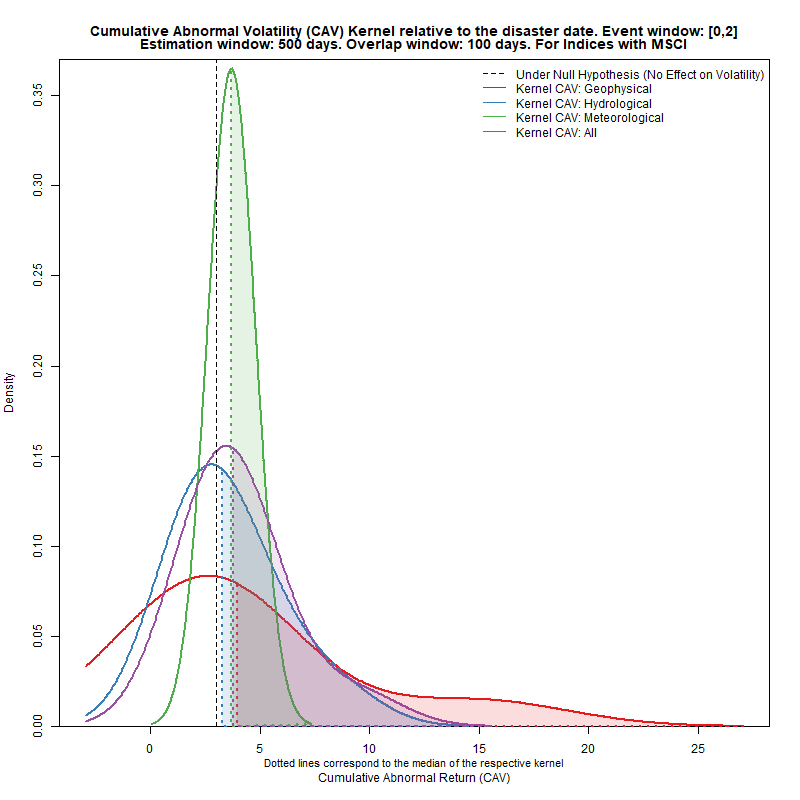 Cumulative Abnormal Volatility (CAV) Kernel relative to the disaster date. Event window: [0,2]
Estimation window: 500 days. Overlap window: 100 days. For Indices with MSCI
Under Null Hypothesis (No Effect on Volatility)
Kernel CAV: Geophysical
Kernel CAV: Hydrological
Kernel CAV: Meteorological
Kernel CAV: All
Density
0.35
0.30
0.25
0.20
0.15
0.10
0.05
0.00
0 5 10 15 20 25
Dotted lines correspond to the median of the respective kernel
Cumulative Abnormal Return (CAV)